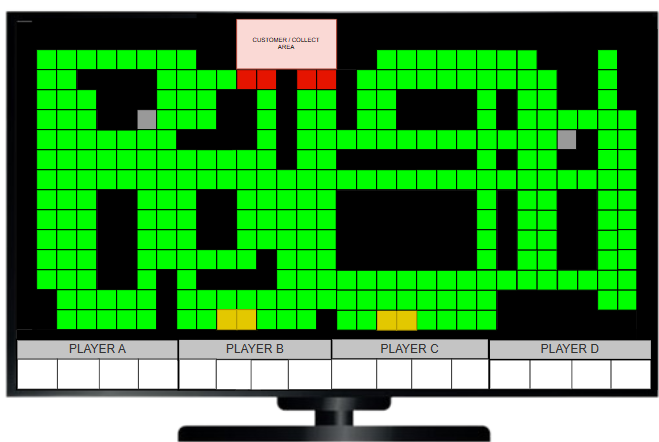 CUSTOMER / COLLECT
AREA
PLAYER A
PLAYER B
PLAYER C
PLAYER D